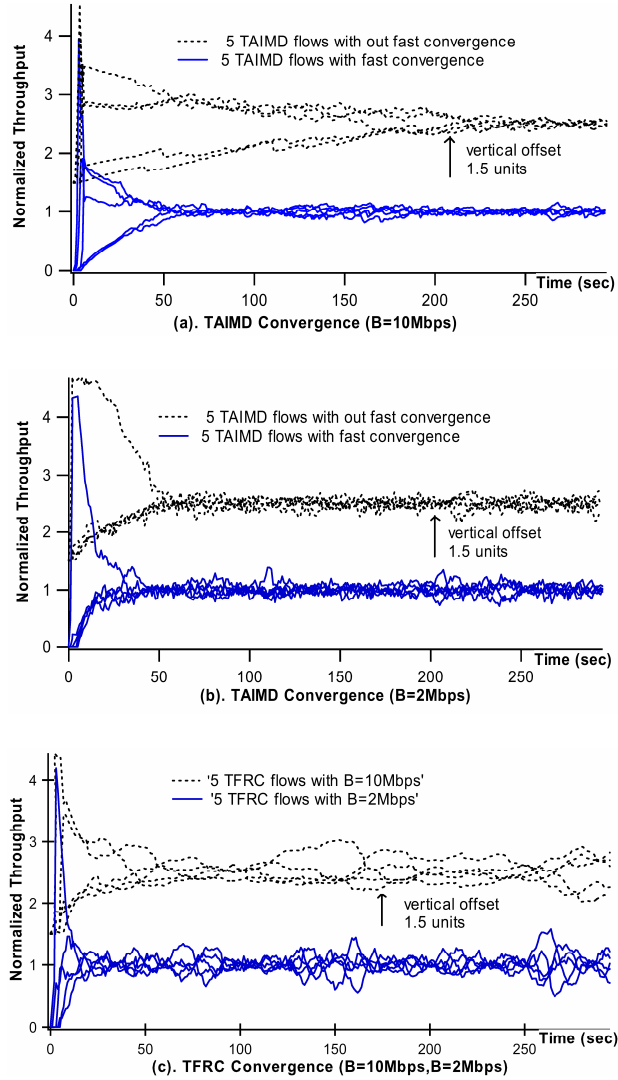 Normalized Throughput
4
3
2
1
0
5 TAIMD flows with out fast convergence
5 TAIMD flows with fast convergence
vertical offset
1.5 units
0 50 100 150 200 250
Time (sec)
(a). TAIMD Convergence (B=10Mbps)
Normalized Throughput
4
3
2
1
0
5 TAIMD flows with out fast convergence
5 TAIMD flows with fast convergence
vertical offset
1.5 units
0 50 100 150 200 250
Time (sec)
(b). TAIMD Convergence (B=2Mbps)
Normalized Throughput
4
3
2
1
0
'5 TFRC flows with B=10Mbps'
'5 TFRC flows with B=2Mbps'
vertical offset
1.5 units
0 50 100 150 200 250
Time (sec)
(c). TFRC Convergence (B=10Mbps,B=2Mbps)